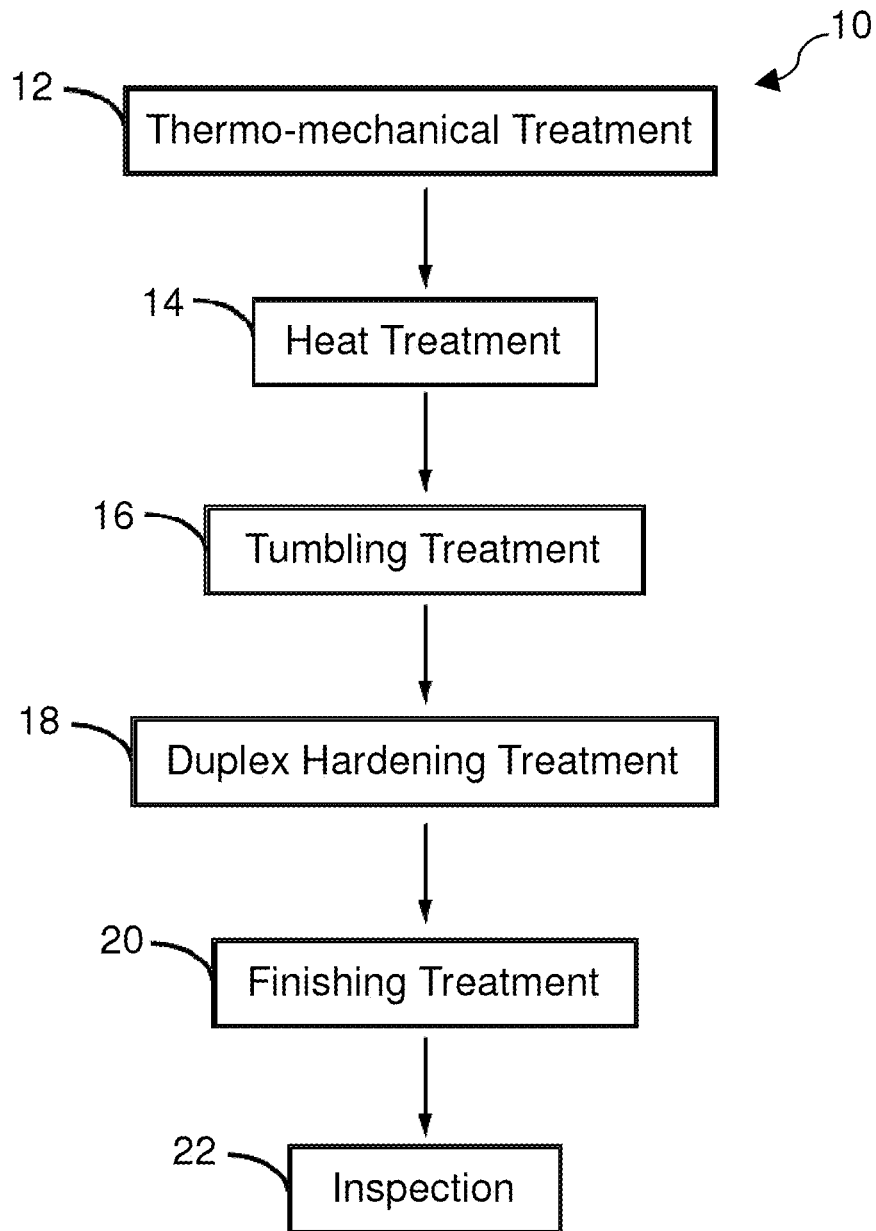 10
12
Thermo-mechanical Treatment
14
Heat Treatment
16
Tumbling Treatment
18
Duplex Hardening Treatment
20
Finishing Treatment
22
Inspection